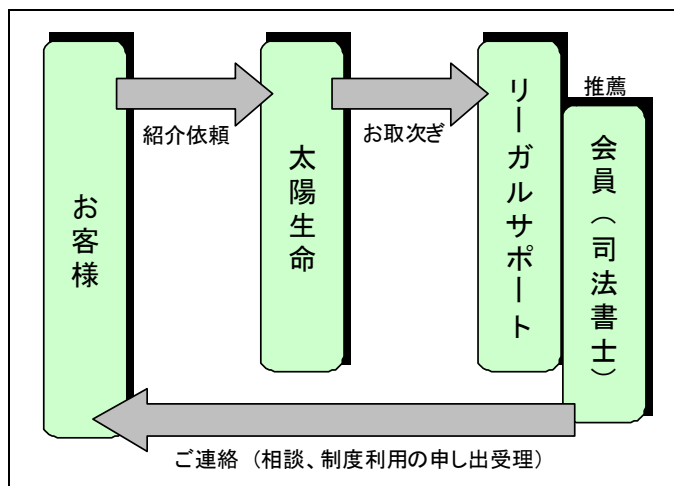 お客様
紹介依頼
太陽生命
お取次ぎ
リーガルサポート
推薦
会員（司法書士）
ご連絡（相談、制度利用の申し出受理）